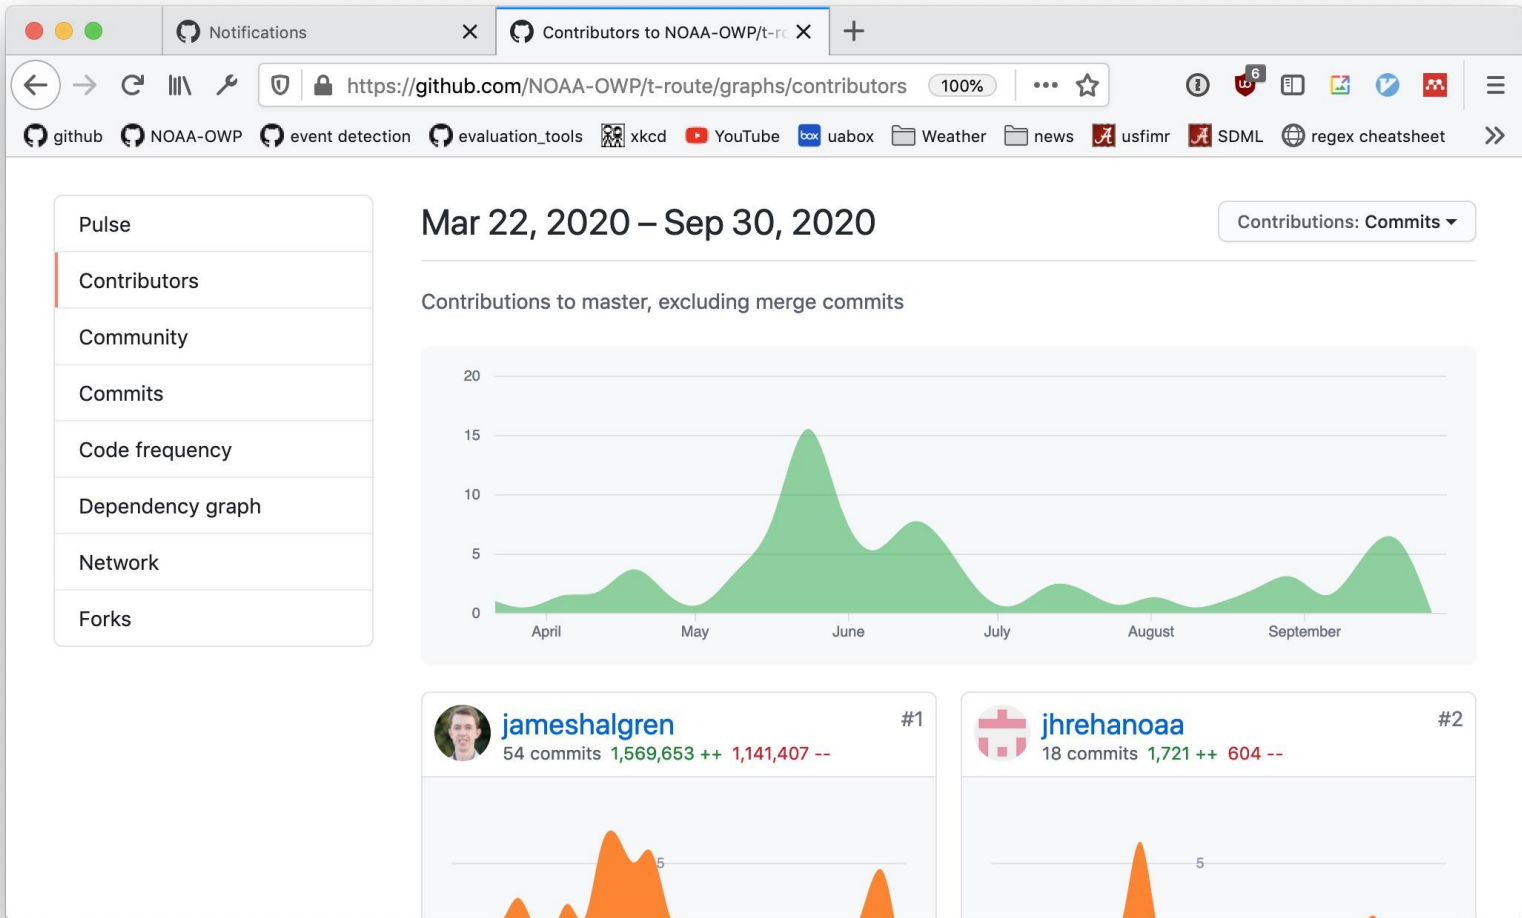 Notifications
Contributors to NOAA-OWP/t-r
https://github.com/NOAA-OWP/t-route/graphs/contributors 100%
6
github NOAA-OWP event detection evaluation_tools xkcd YouTube box uabox Weather news usfimr SDML regex cheatsheet
Pulse
Contributors
Community
Commits
Code frequency
Dependency graph
Network
Forks
Mar 22, 2020 – Sep 30, 2020
Contributions: Commits
Contributions to master, excluding merge commits
20
15
10
5
0
April May June July August September
jameshalgren #1
54 commits 1,569,653 ++ 1,141,407 --
5
jhrehanoaa #2
18 commits 1,721 ++ 604 --
5